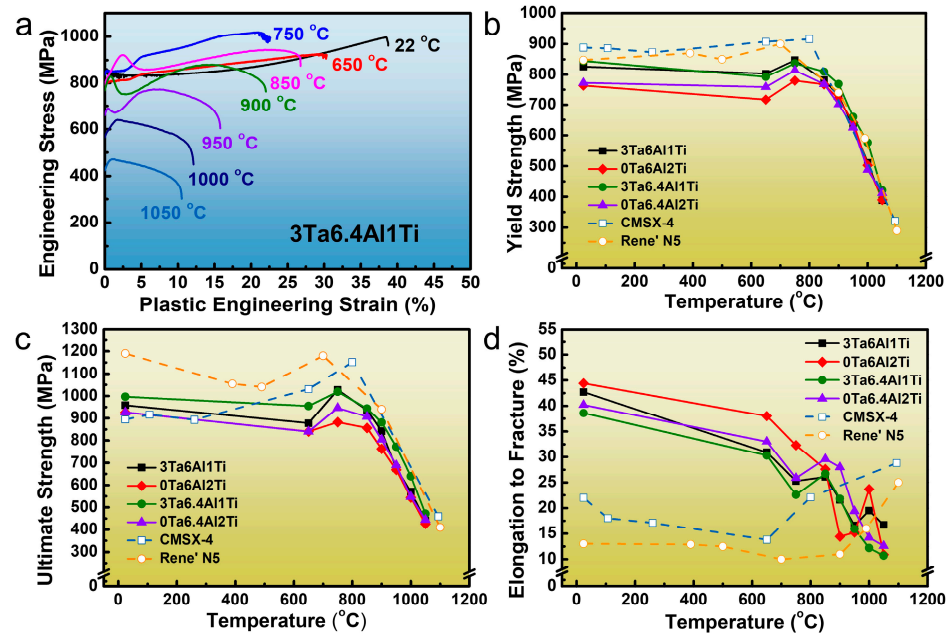 a
Engineering Stress (MPa)
1000
800
600
400
200
0
750 °C
22 °C
650 °C
850 °C
900 °C
950 °C
1000 °C
1050 °C
3Ta6.4Al1Ti
0 5 10 15 20 25 30 35 40 45 50
Plastic Engineering Strain (%)
b
Yield Strength (MPa)
1000
900
800
700
600
500
400
300
0
3Ta6Al1Ti
0Ta6Al2Ti
3Ta6.4Al1Ti
0Ta6.4Al2Ti
CMSX-4
Rene' N5
0 200 400 600 800 1000 1200
Temperature (°C)
c
Ultimate Strength (MPa)
1300
1200
1100
1000
900
800
700
600
500
400
300
0
3Ta6Al1Ti
0Ta6Al2Ti
3Ta6.4Al1Ti
0Ta6.4Al2Ti
CMSX-4
Rene' N5
0 200 400 600 800 1000 1200
Temperature (°C)
d
Elongation to Fracture (%)
55
50
45
40
35
30
25
20
15
10
0
3Ta6Al1Ti
0Ta6Al2Ti
3Ta6.4Al1Ti
0Ta6.4Al2Ti
CMSX-4
Rene' N5
0 200 400 600 800 1000 1200
Temperature (°C)